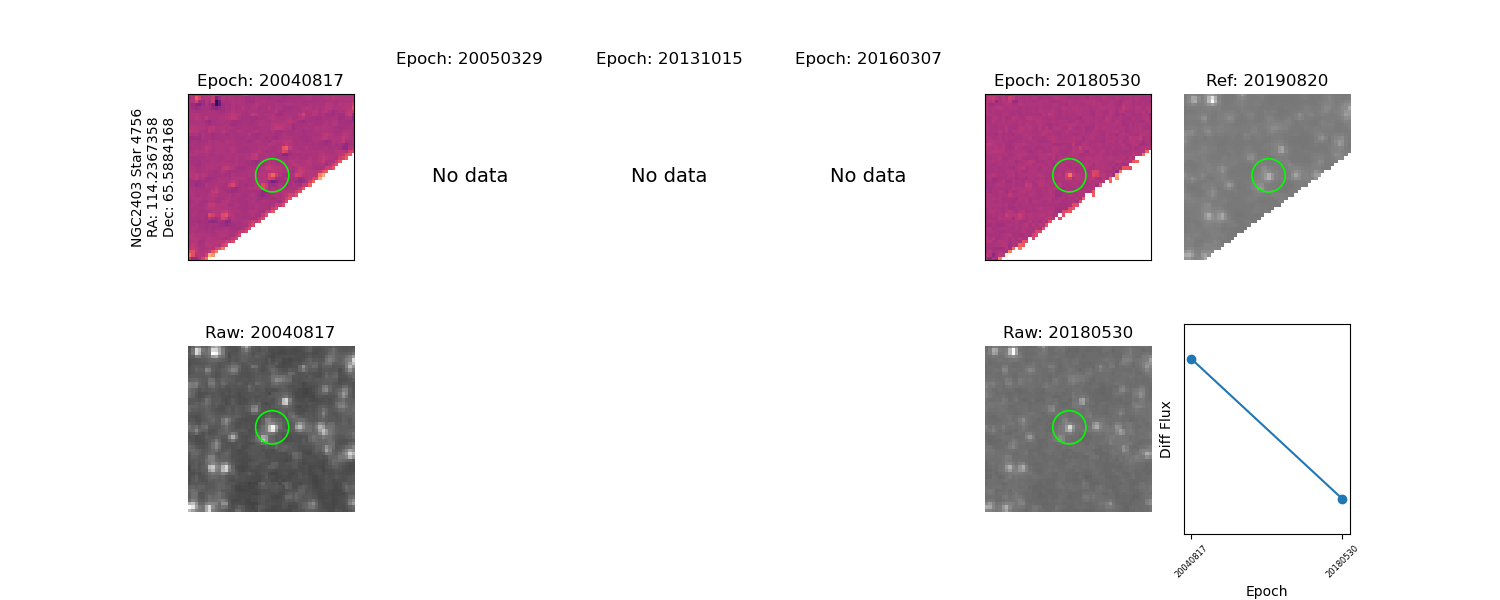 Epoch: 20040817
Epoch: 20050329
Epoch: 20131015
Epoch: 20160307
Epoch: 20180530
Ref: 20190820
NGC2403 Star 4756
RA: 114.2367358
Dec: 65.5884168
No data
No data
No data
Raw: 20040817
Raw: 20180530
Diff Flux
20040817
20180530
Epoch